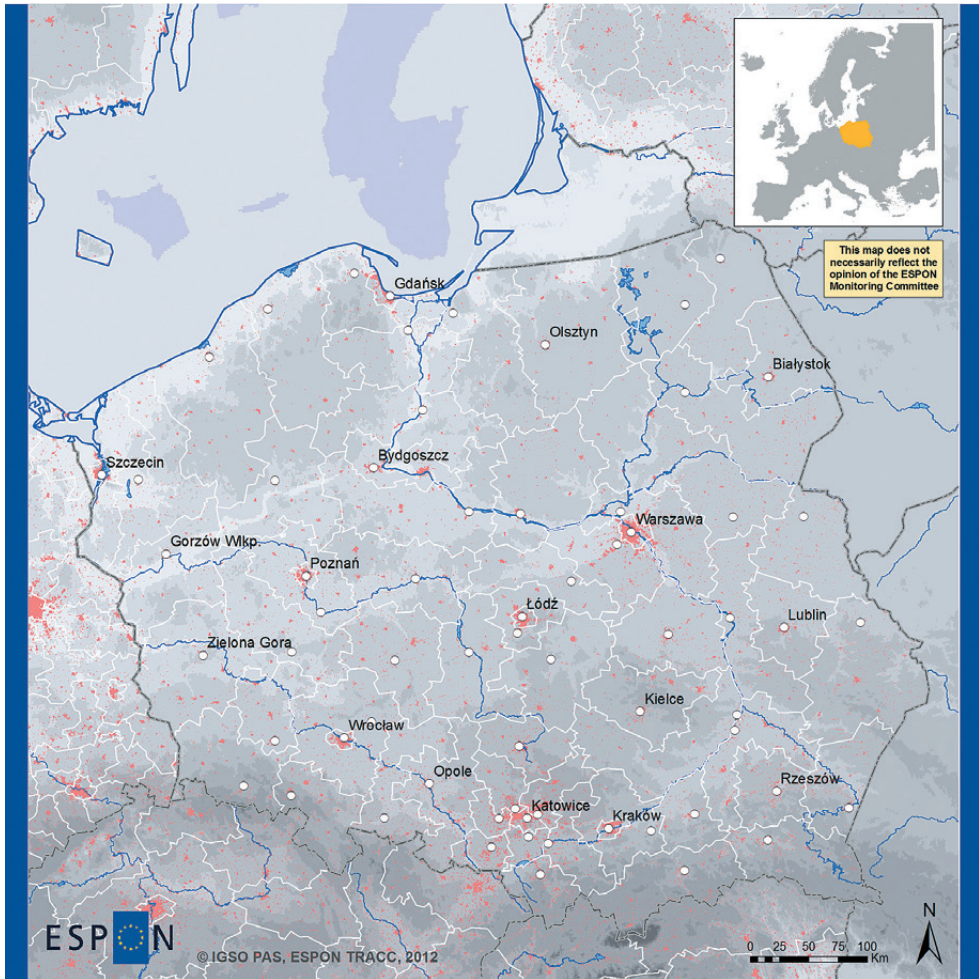 This map does not
necessarily reflect the
opinion of the ESPON
Monitoring Committee
Gdańsk
Olsztyn
Białystok
Szczecin
Bydgoszcz
Warszawa
Gorzów Wlkp.
Poznań
Łódź
Lublin
Zielona Gora
Kielce
Wrocław
Opole
Rzeszów
Katowice
Kraków
ESPON
© IGSO PAS, ESPON TRACC, 2012
N
0 25 50 75 100
Km